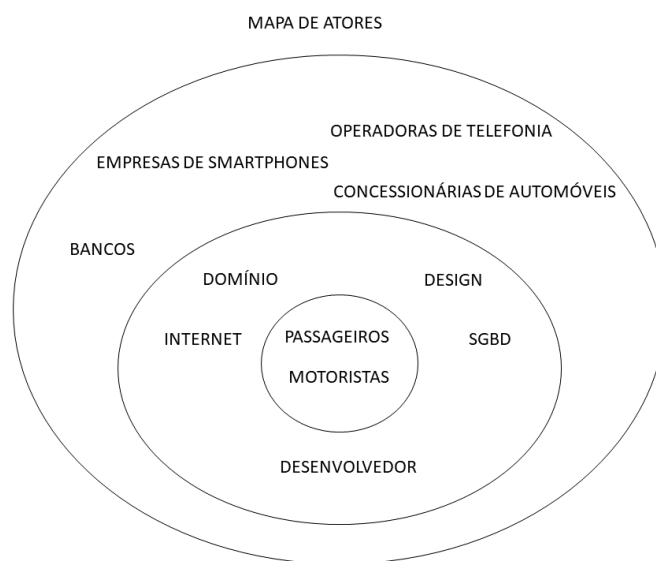 MAPA DE ATORES
OPERADORAS DE TELEFONIA
EMPRESAS DE SMARTPHONES
CONCESSIONÁRIAS DE AUTOMÓVEIS
BANCOS
DOMÍNIO
DESIGN
INTERNET
PASSAGEIROS
SGBD
MOTORISTAS
DESENVOLVEDOR